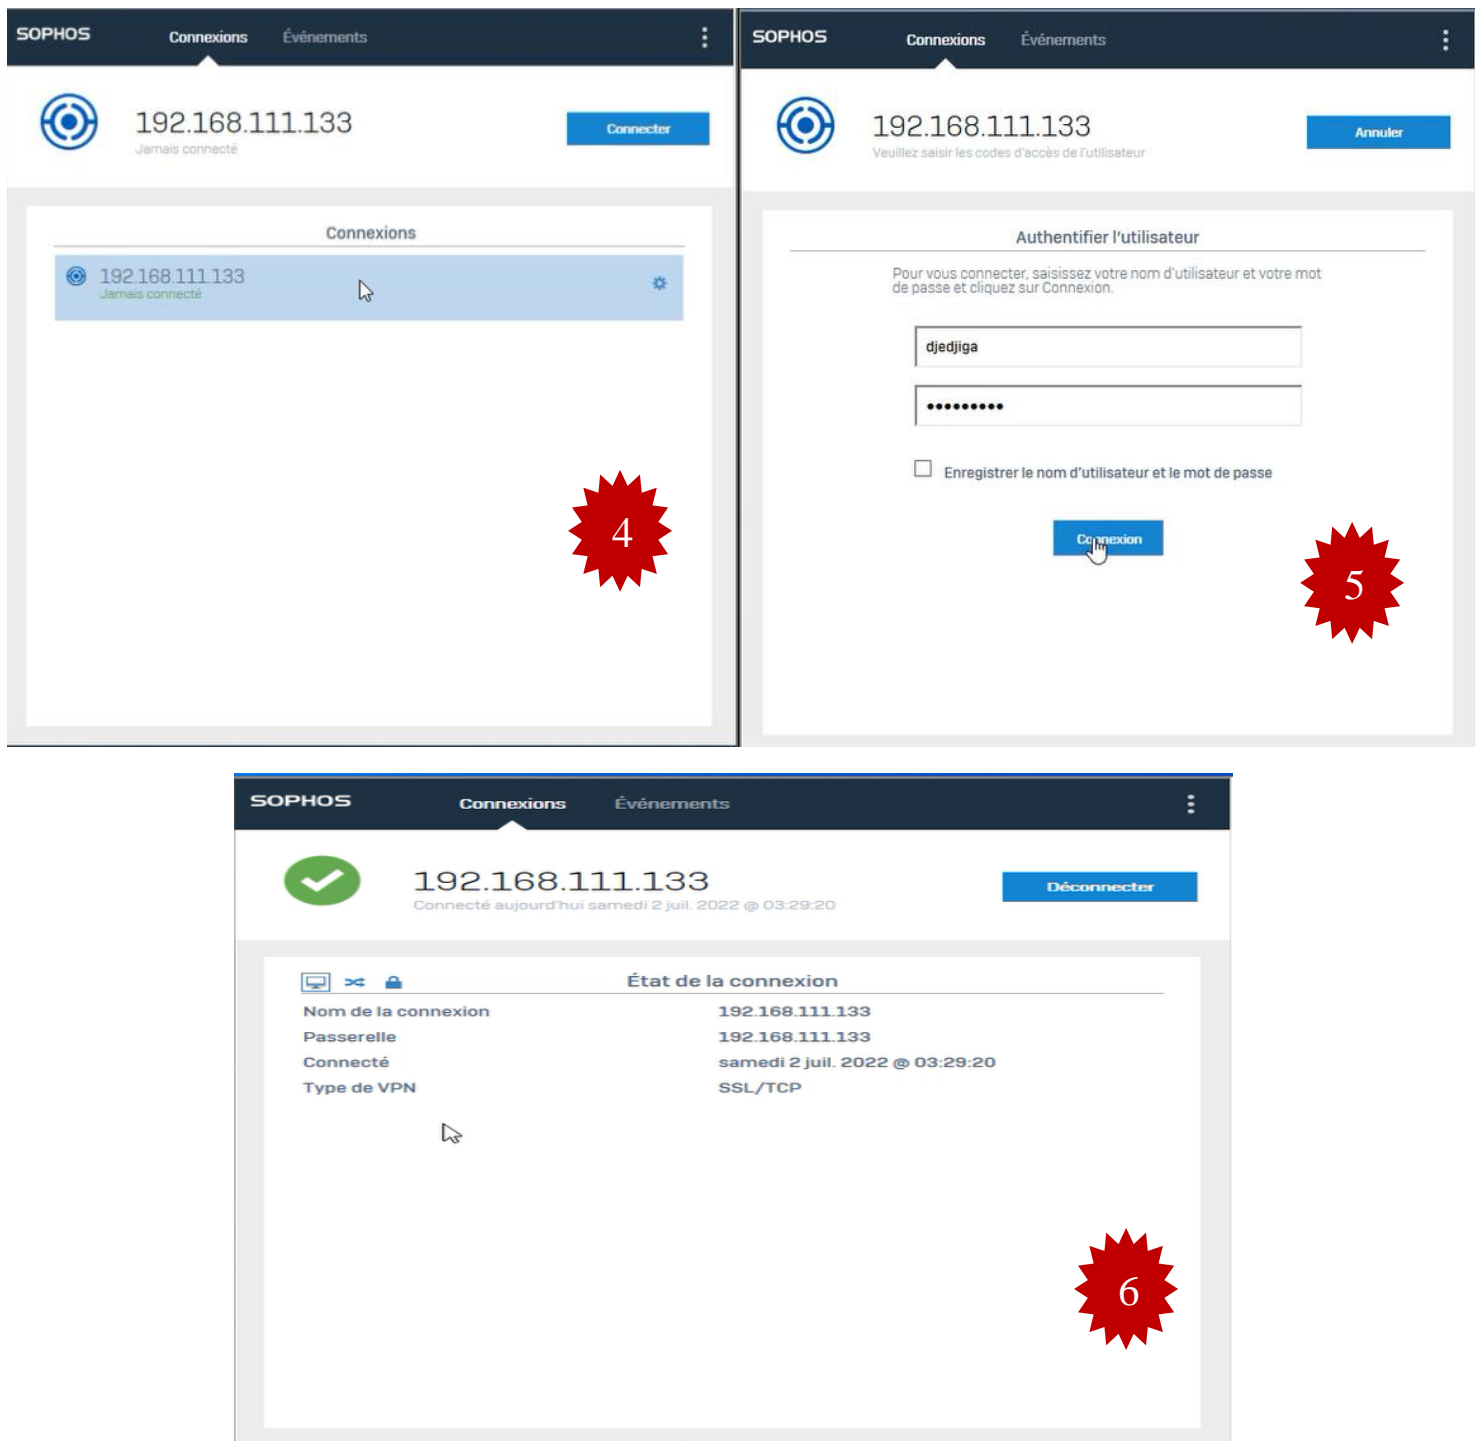 SOPHOS Connexions Événements
192.168.111.133 Connecter
Jamais connecté
Connexions
192.168.111.133
Jamais connecté
4
SOPHOS Connexions Événements
192.168.111.133 Annuler
Veuillez saisir les codes d'accès de l'utilisateur
Authentifier l'utilisateur
Pour vous connecter, saisissez votre nom d'utilisateur et votre mot
de passe et cliquez sur Connexion.
djedjiga
•••••••••
Enregistrer le nom d'utilisateur et le mot de passe
Connexion
5
SOPHOS Connexions Événements
192.168.111.133 Déconnecter
Connecté aujourd'hui samedi 2 juil. 2022 @ 03:29:20
État de la connexion
Nom de la connexion 192.168.111.133
Passerelle 192.168.111.133
Connecté samedi 2 juil. 2022 @ 03:29:20
Type de VPN SSL/TCP
6